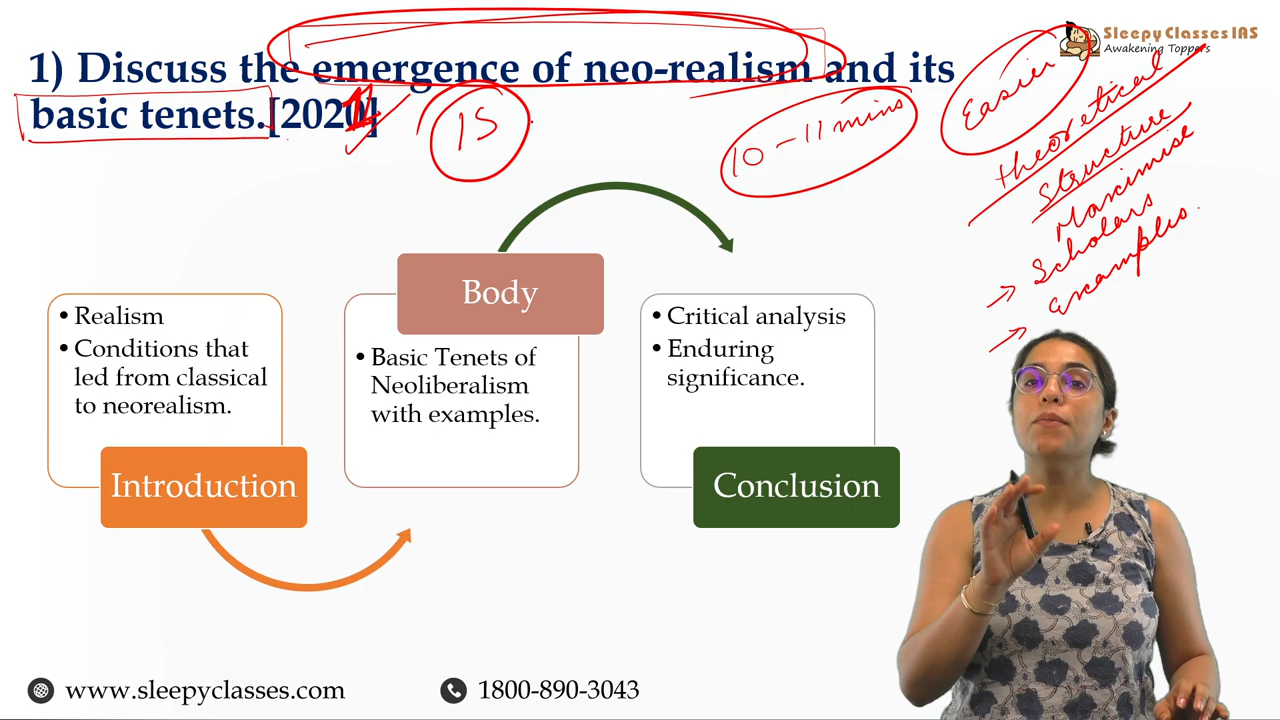 1) Discuss the emergence of neo-realism and its
basic tenets.[2021]
Sleepy Classes IAS
Awakening Toppers
15
10-11 mins
Easier
theoretical
Structure
Maximise
→ Scholars
→ examples.
• Realism
• Conditions that
led from classical
to neorealism.
Introduction
Body
• Basic Tenets of
Neoliberalism
with examples.
• Critical analysis
• Enduring
significance.
Conclusion
www.sleepyclasses.com
1800-890-3043